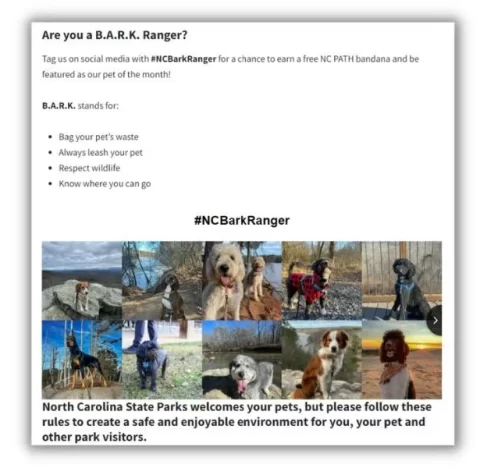 Are you a B.A.R.K. Ranger?
Tag us on social media with #NCBarkRanger for a chance to earn a free NC PATH bandana and be
featured as our pet of the month!
B.A.R.K. stands for:
• Bag your pet's waste
• Always leash your pet
• Respect wildlife
• Know where you can go
#NCBarkRanger
North Carolina State Parks welcomes your pets, but please follow these
rules to create a safe and enjoyable environment for you, your pet and
other park visitors.